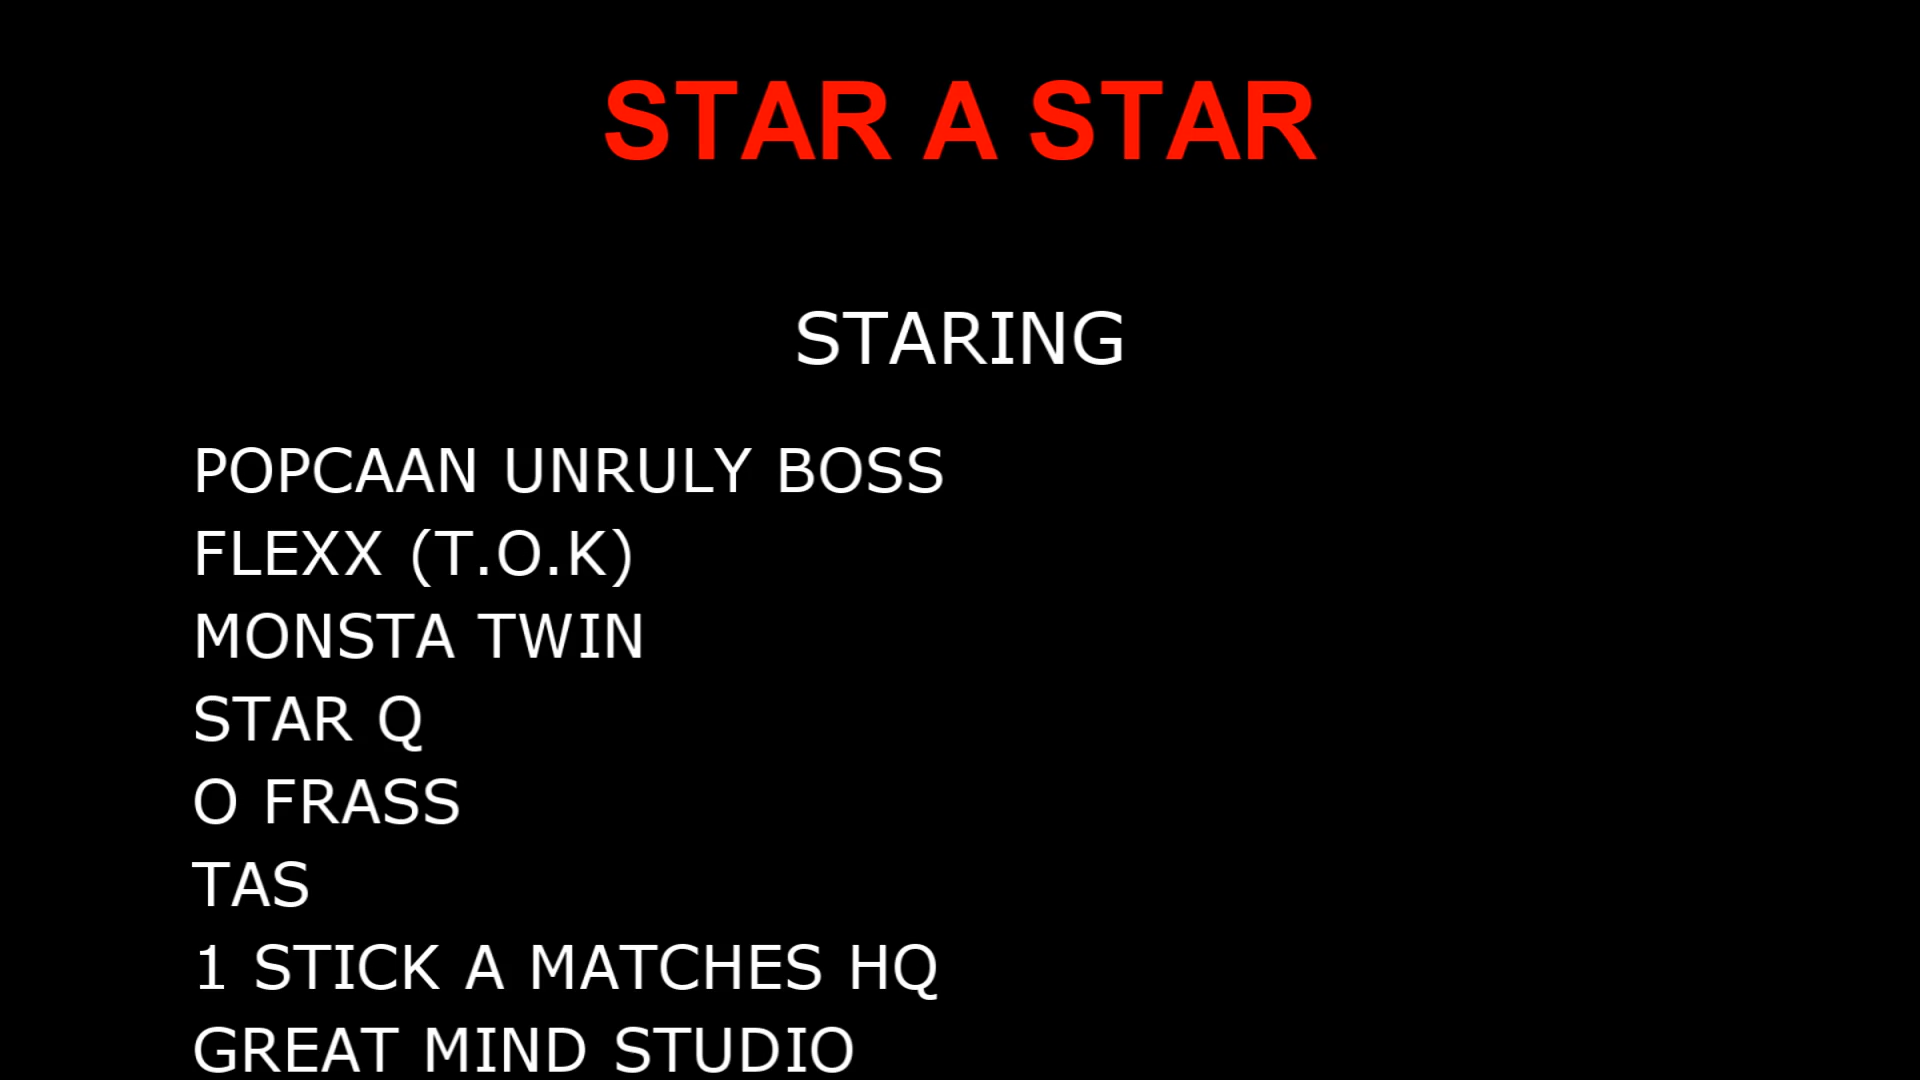 STAR A STAR
STARING
POPCAAN UNRULY BOSS
FLEXX (T.O.K)
MONSTA TWIN
STAR Q
O FRASS
TAS
1 STICK A MATCHES HQ
GREAT MIND STUDIO